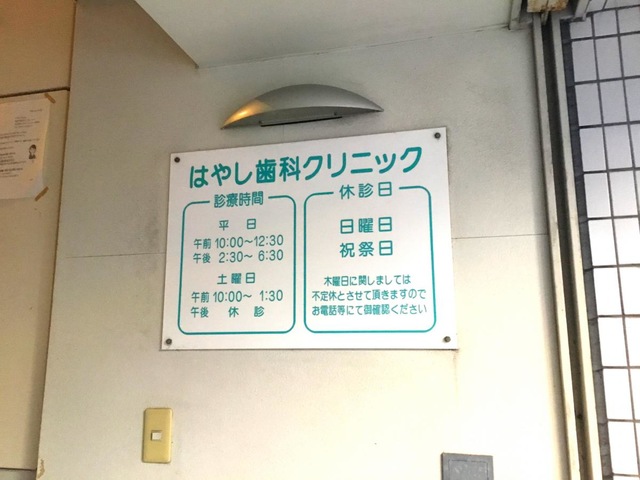 はやし歯科クリニック
診療時間
平日
午前 10:00～12:30
午後 2:30～6:30
土曜日
午前 10:00～1:30
午後 休診
休診日
日曜日
祝祭日
木曜日に関しましては
不定休とさせて頂きますので
お電話等にて御確認ください